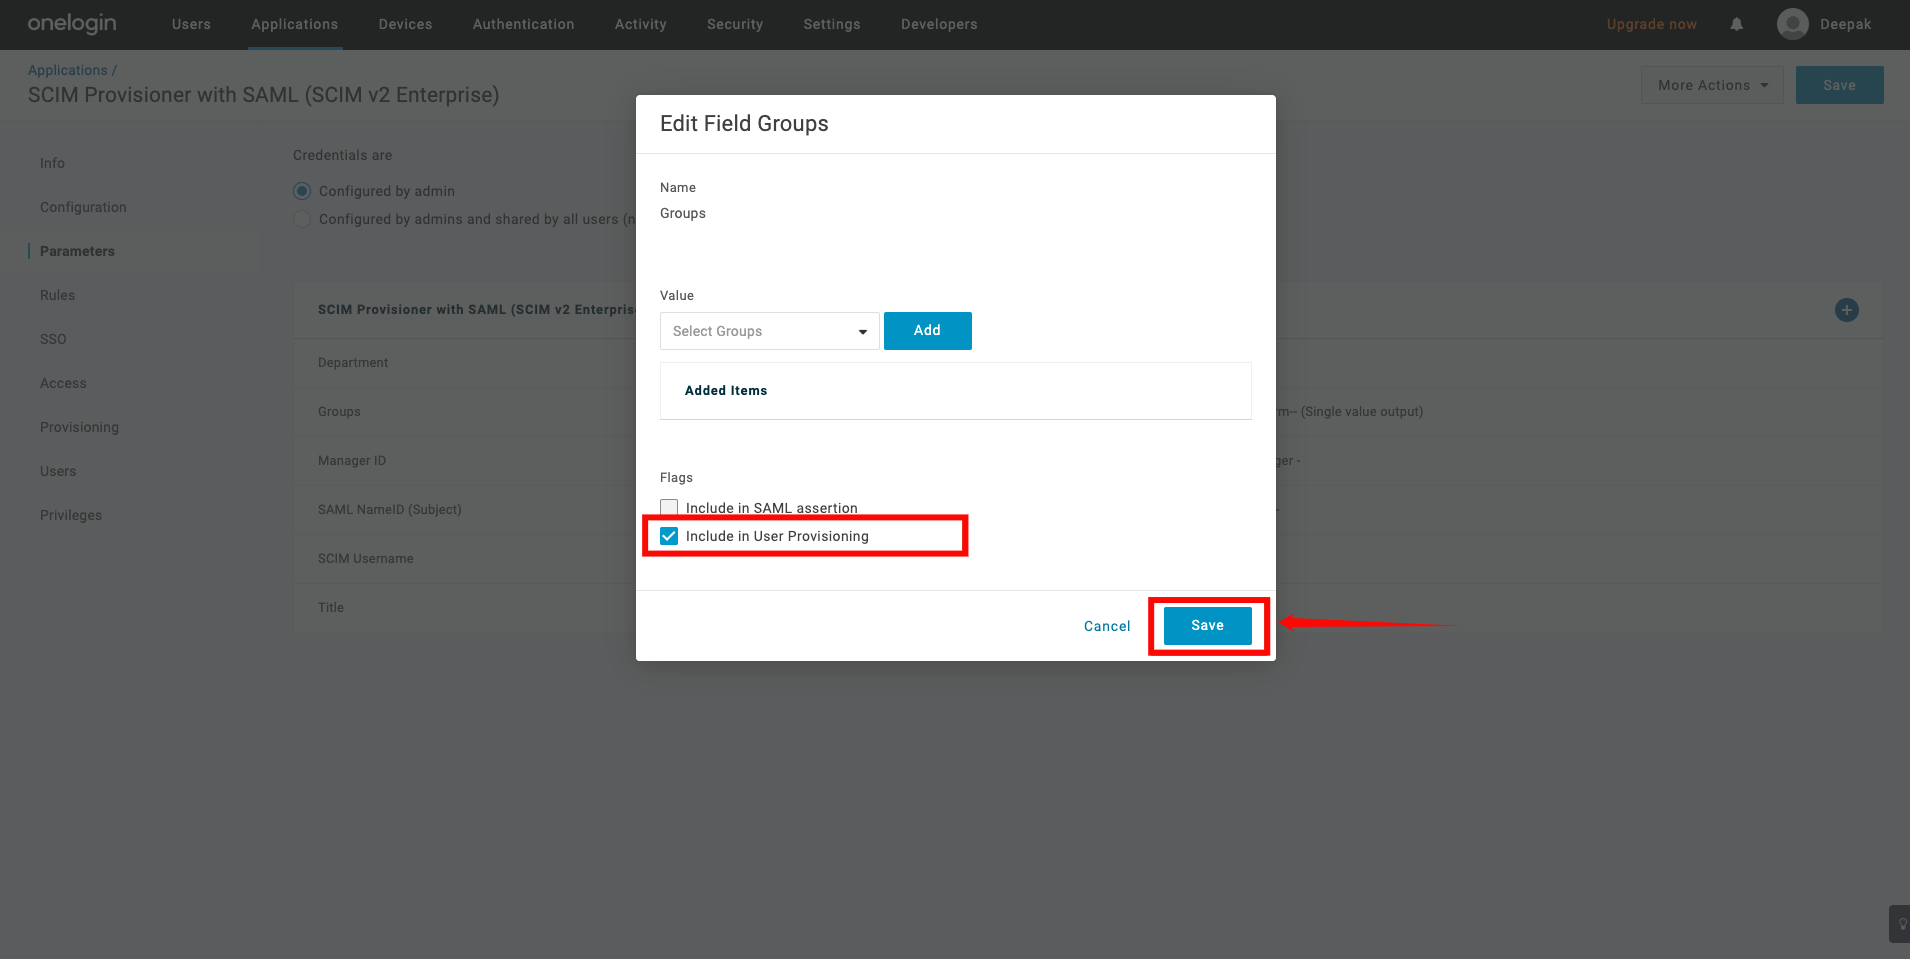 onelogin
Users
Applications
Devices
Authentication
Activity
Security
Settings
Developers
Upgrade now
Deepak
Applications /
SCIM Provisioner with SAML (SCIM v2 Enterprise)
More Actions
Save
Info
Configuration
Parameters
Rules
SSO
Access
Provisioning
Users
Privileges
Credentials are
Configured by admin
Configured by admins and shared by all users (n
SCIM Provisioner with SAML (SCIM v2 Enterprise
Department
Groups
rm-- (Single value output)
Manager ID
ger -
SAML NameID (Subject)
-
SCIM Username
Title
Edit Field Groups
Name
Groups
Value
Select Groups
Add
Added Items
Flags
Include in SAML assertion
Include in User Provisioning
Cancel
Save